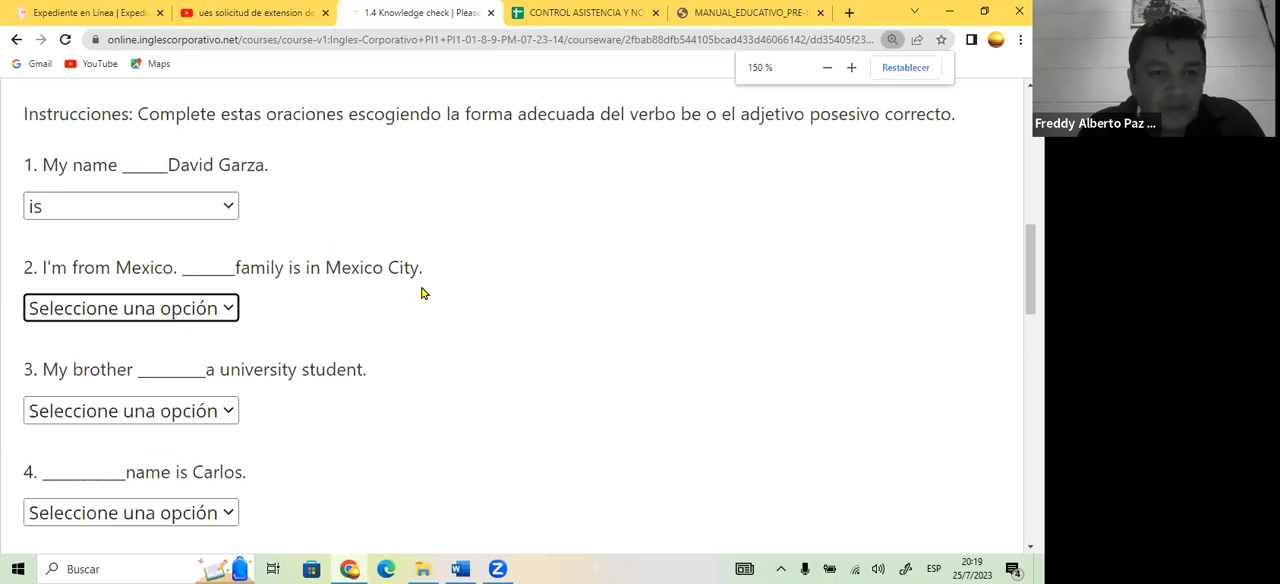 Expediente en Línea | Expedi
ues solicitud de extension de
1.4 Knowledge check | Please
CONTROL ASISTENCIA Y NO
MANUAL_EDUCATIVO_PRE-I
online.inglescorporativo.net/courses/course-v1:Ingles-Corporativo+PI1+PI1-01-8-9-PM-07-23-14/courseware/2fbab88dfb544105bcad433d46066142/dd35405f23...
Gmail
YouTube
Maps
150 %
Restablecer
Freddy Alberto Paz ...
Instrucciones: Complete estas oraciones escogiendo la forma adecuada del verbo be o el adjetivo posesivo correcto.
1. My name _____David Garza.
is
2. I'm from Mexico. ______family is in Mexico City.
Seleccione una opción
3. My brother ________a university student.
Seleccione una opción
4. __________name is Carlos.
Seleccione una opción
Buscar
ESP
20:19
25/7/2023
4